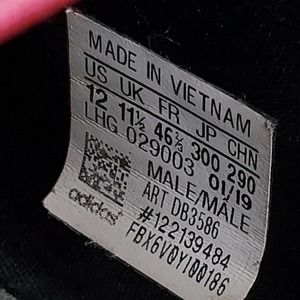 MADE IN VIETNAM
US UK FR JP CHN
12 11½ 46⅔ 300 290
LHG 029003 01/19
MALE/MÂLE
ART DB3586
#122139484
FBX6V0YI00186
adidas